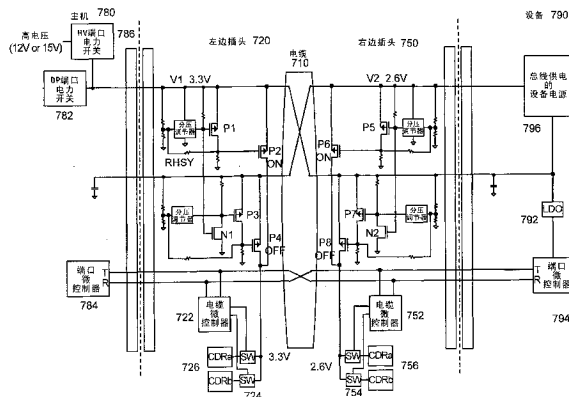 主机 780
高电压
(12V or 15V)
HV端口
电力
开关
786
DP端口
电力
开关
782
左边插头 720
电缆
710
右边插头 750
设备 790
总线供电
的
设备电源
796
V1 3.3V
V2 2.6V
分压
调节器
P1
RHSY
P2
ON
P6
ON
P5
分压
调节器
分压
调节器
P3
N1
P4
OFF
P7
P8
OFF
N2
分压
调节器
792
LDO
端口
微
控制器
784
T
R
T
R
端口
微
控制器
794
722
电缆
微
控制器
电缆
微
控制器
752
726
CDRa
CDRb
SW
SW
724
3.3V
2.6V
SW
SW
754
CDRa
CDRb
756